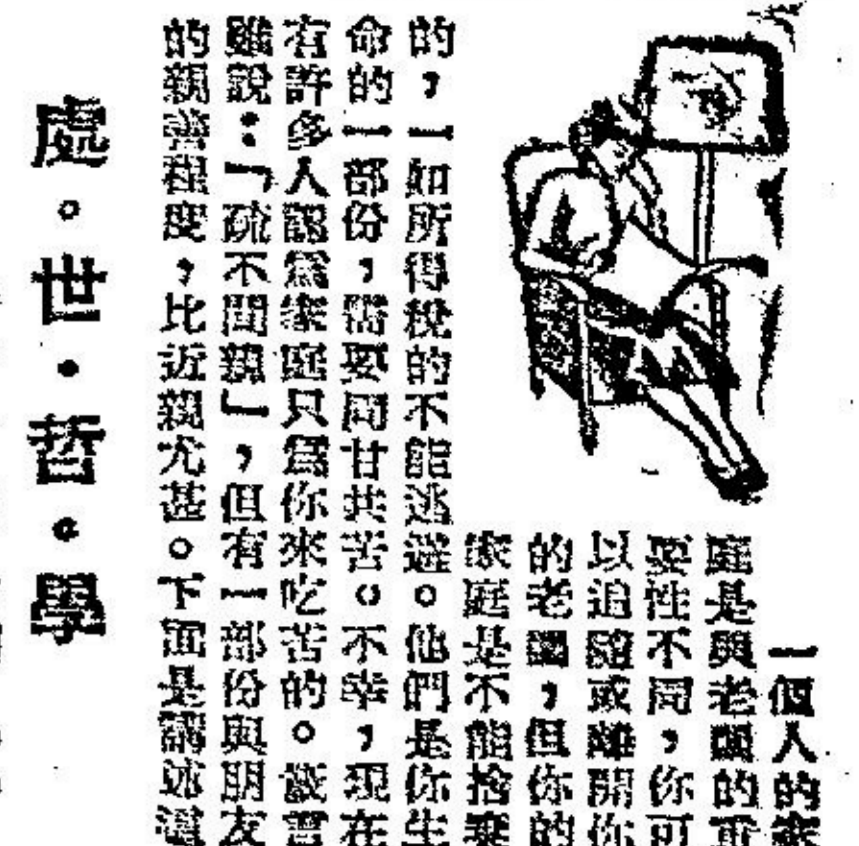 一個人的家
庭是與老闆的重
要性不同,你可
以追隨或離開你
的老闆,但你的
家庭是不能捨棄
的,一如所得稅的不能逃避。他們是你生
命的一部份,需要同甘共苦。不幸,現在
有許多人認爲家庭只爲你來吃苦的。
雖說:「疏不間親」,但有一部份與朋友
的親善程度,比近親尤甚。下面是講述這
處。世•哲•學